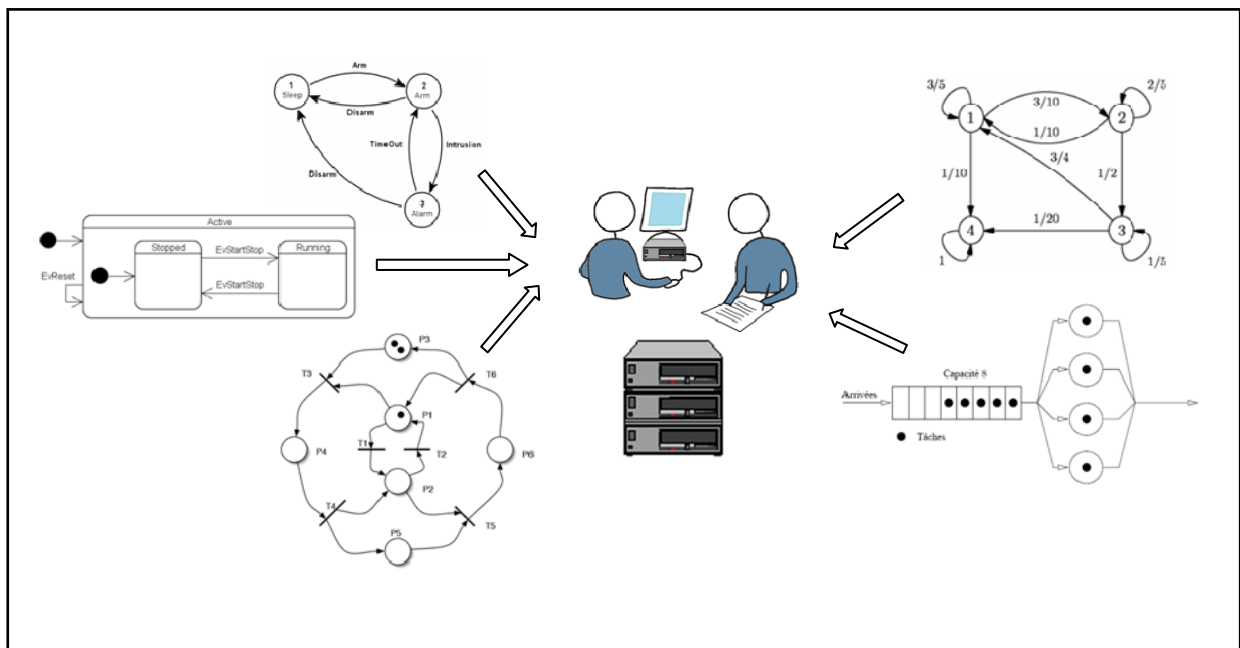 Arm
1
Sleep
2
Arm
Disarm
TimeOut
Intrusion
Disarm
3
Alarm
Active
Stopped
EvStartStop
Running
EvReset
EvStartStop
P3
T3
T6
P1
T1
T2
P4
P6
P2
T4
T5
P5
3/5
3/10
2/5
1
2
1/10
3/4
1/10
1/2
1/20
4
3
1
1/5
Capacité 8
Arrivées
Tâches